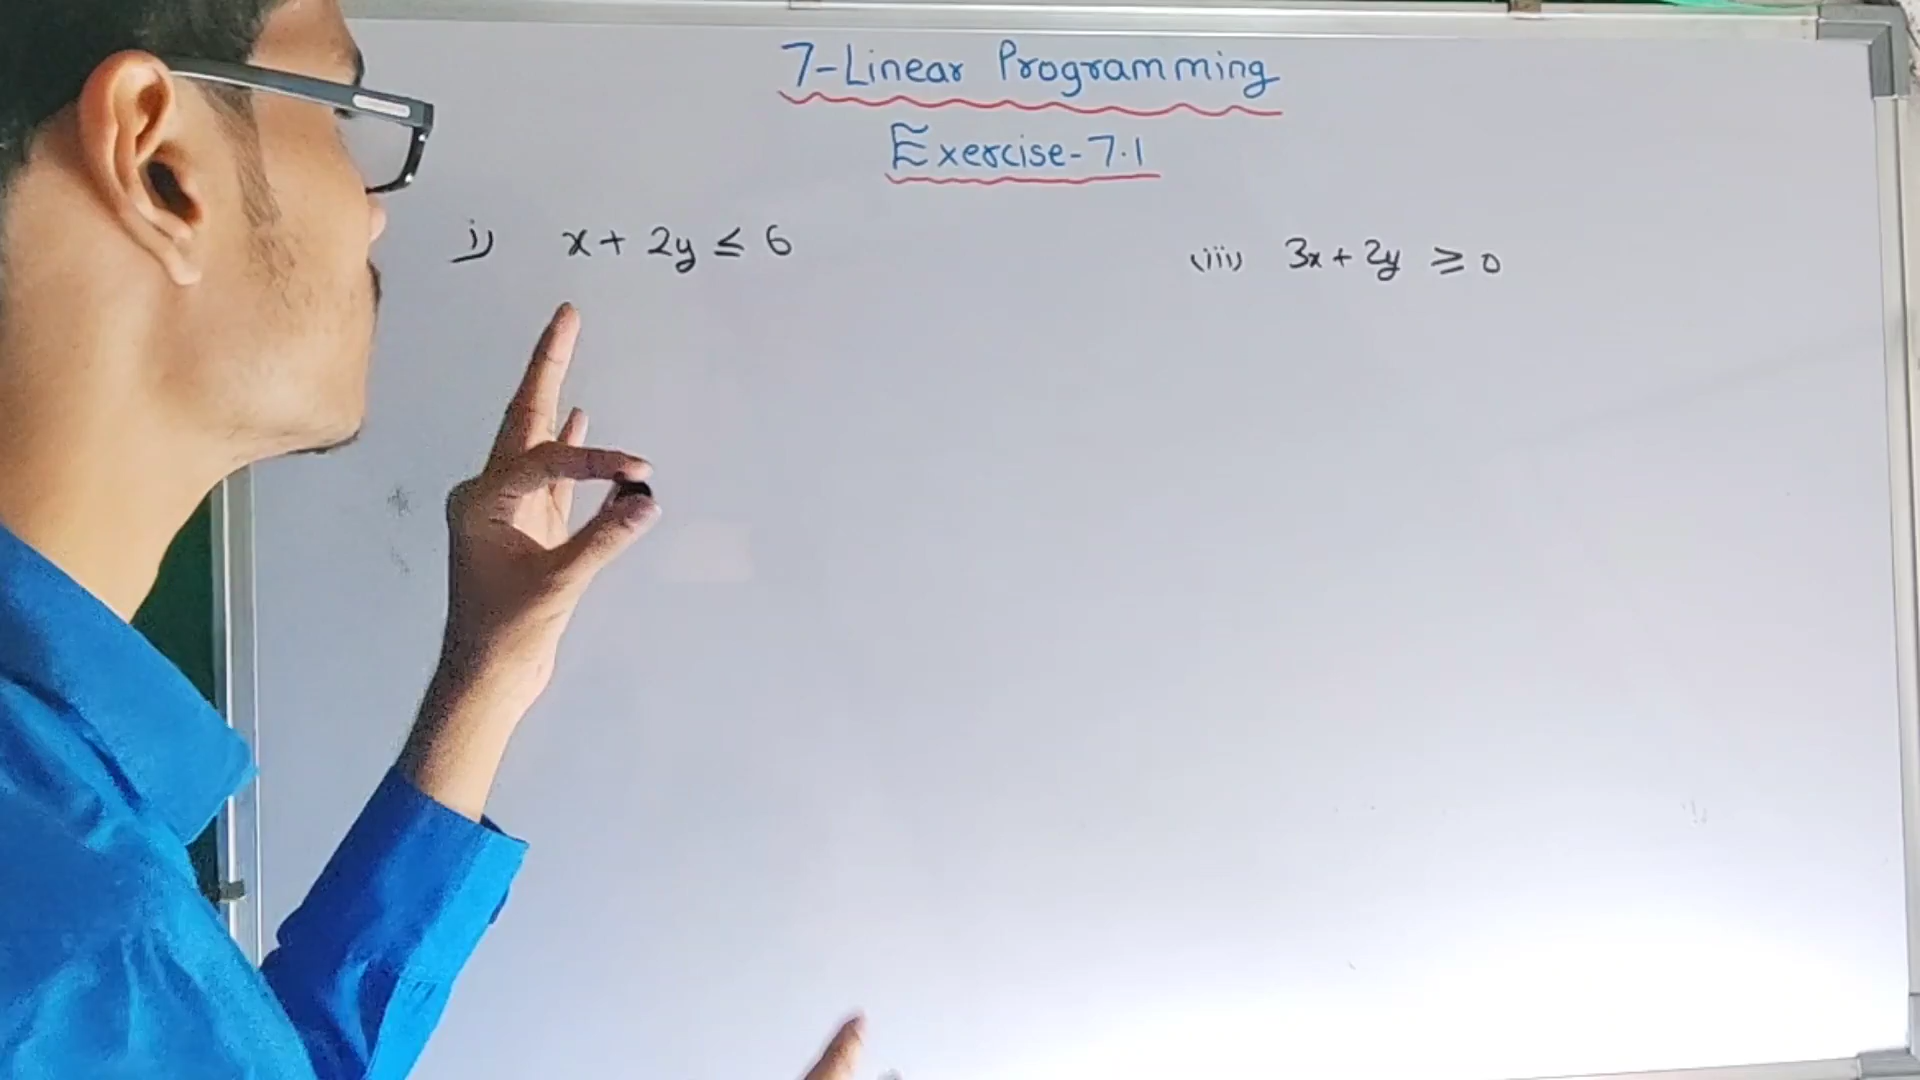 7-Linear Programming
Exercise-7.1
i) x + 2y ≤ 6
(iii) 3x + 2y ≥ 0